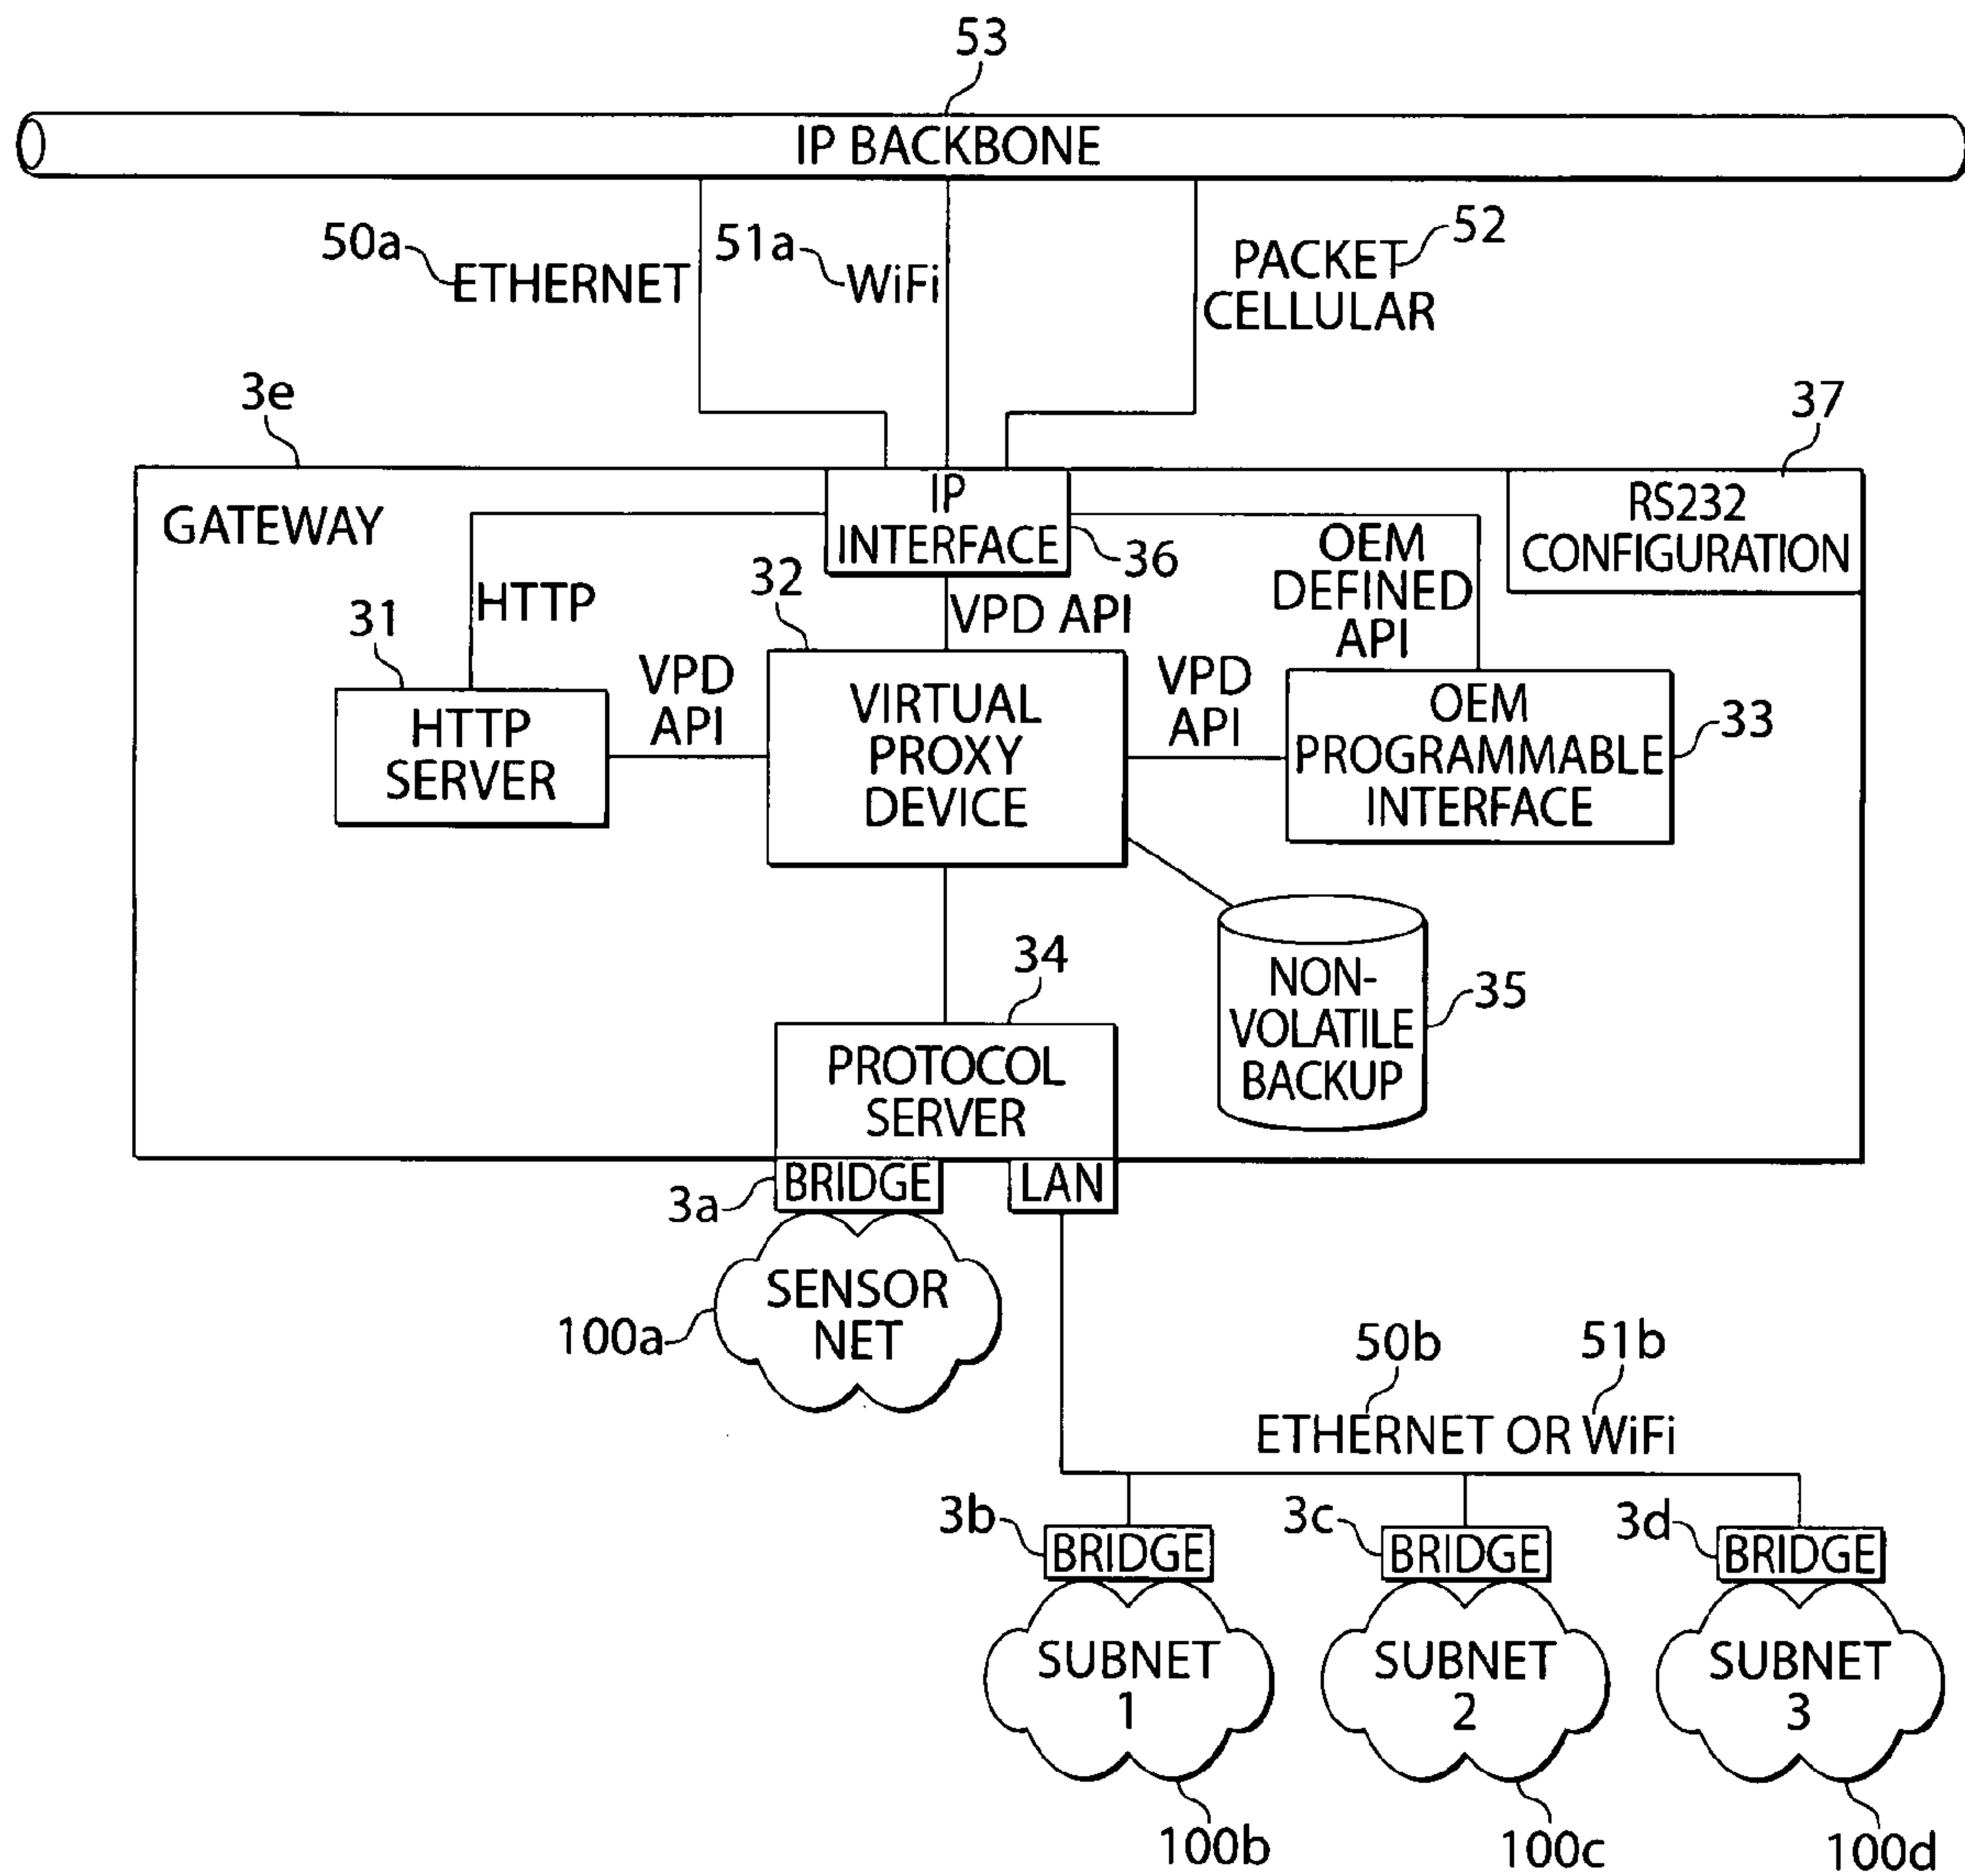 53
IP BACKBONE
50a
ETHERNET
51a
WiFi
52
PACKET
CELLULAR
3e
37
GATEWAY
IP
INTERFACE
36
RS232
CONFIGURATION
HTTP
32
VPD API
OEM
DEFINED
API
31
HTTP
SERVER
VPD
API
VIRTUAL
PROXY
DEVICE
VPD
API
OEM
PROGRAMMABLE
INTERFACE
33
34
PROTOCOL
SERVER
NON-
VOLATILE
BACKUP
35
3a
BRIDGE
LAN
SENSOR
NET
100a
50b
51b
ETHERNET OR WiFi
3b
BRIDGE
3c
BRIDGE
3d
BRIDGE
SUBNET
1
SUBNET
2
SUBNET
3
100b
100c
100d